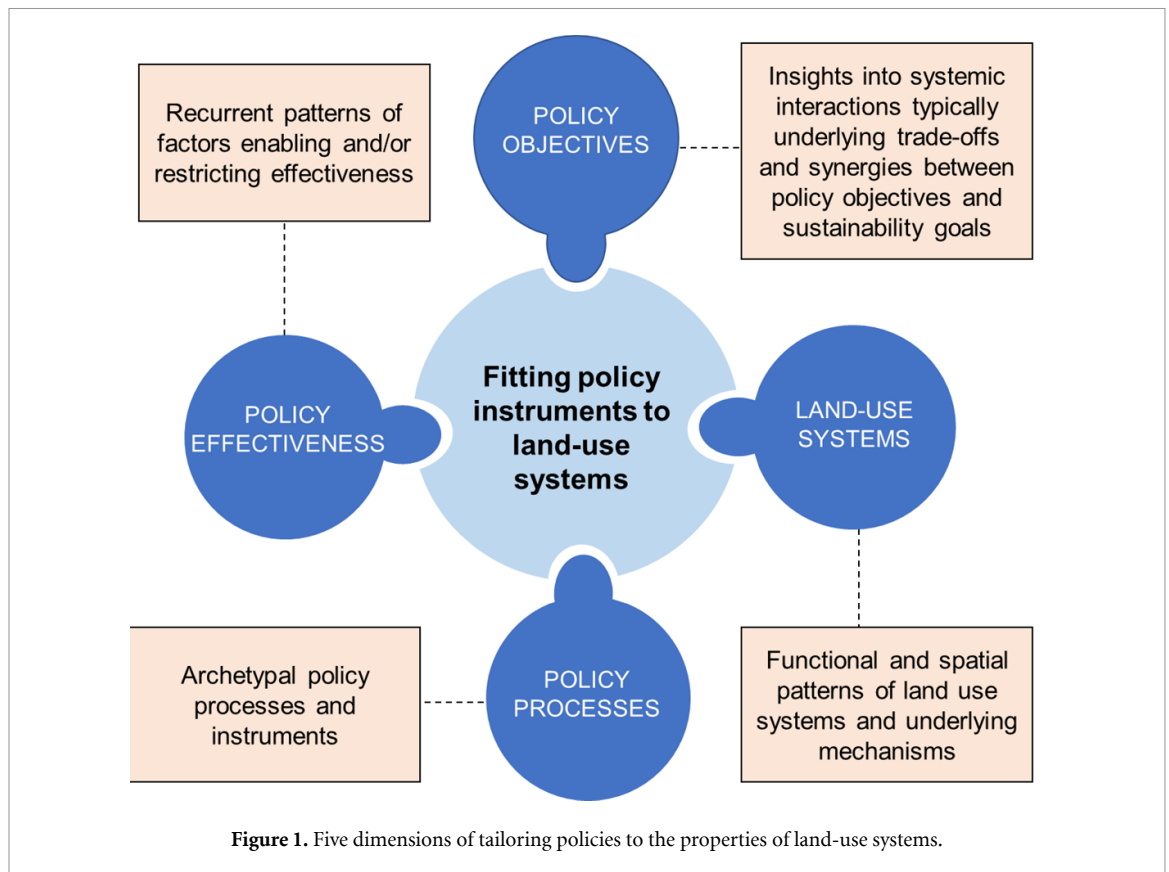 Recurrent patterns of
factors enabling and/or
restricting effectiveness
POLICY
OBJECTIVES
Insights into systemic
interactions typically
underlying trade-offs
and synergies between
policy objectives and
sustainability goals
POLICY
EFFECTIVENESS
Fitting policy
instruments to
land-use
systems
LAND-USE
SYSTEMS
Archetypal policy
processes and
instruments
POLICY
PROCESSES
Functional and spatial
patterns of land use
systems and underlying
mechanisms
Figure 1. Five dimensions of tailoring policies to the properties of land-use systems.